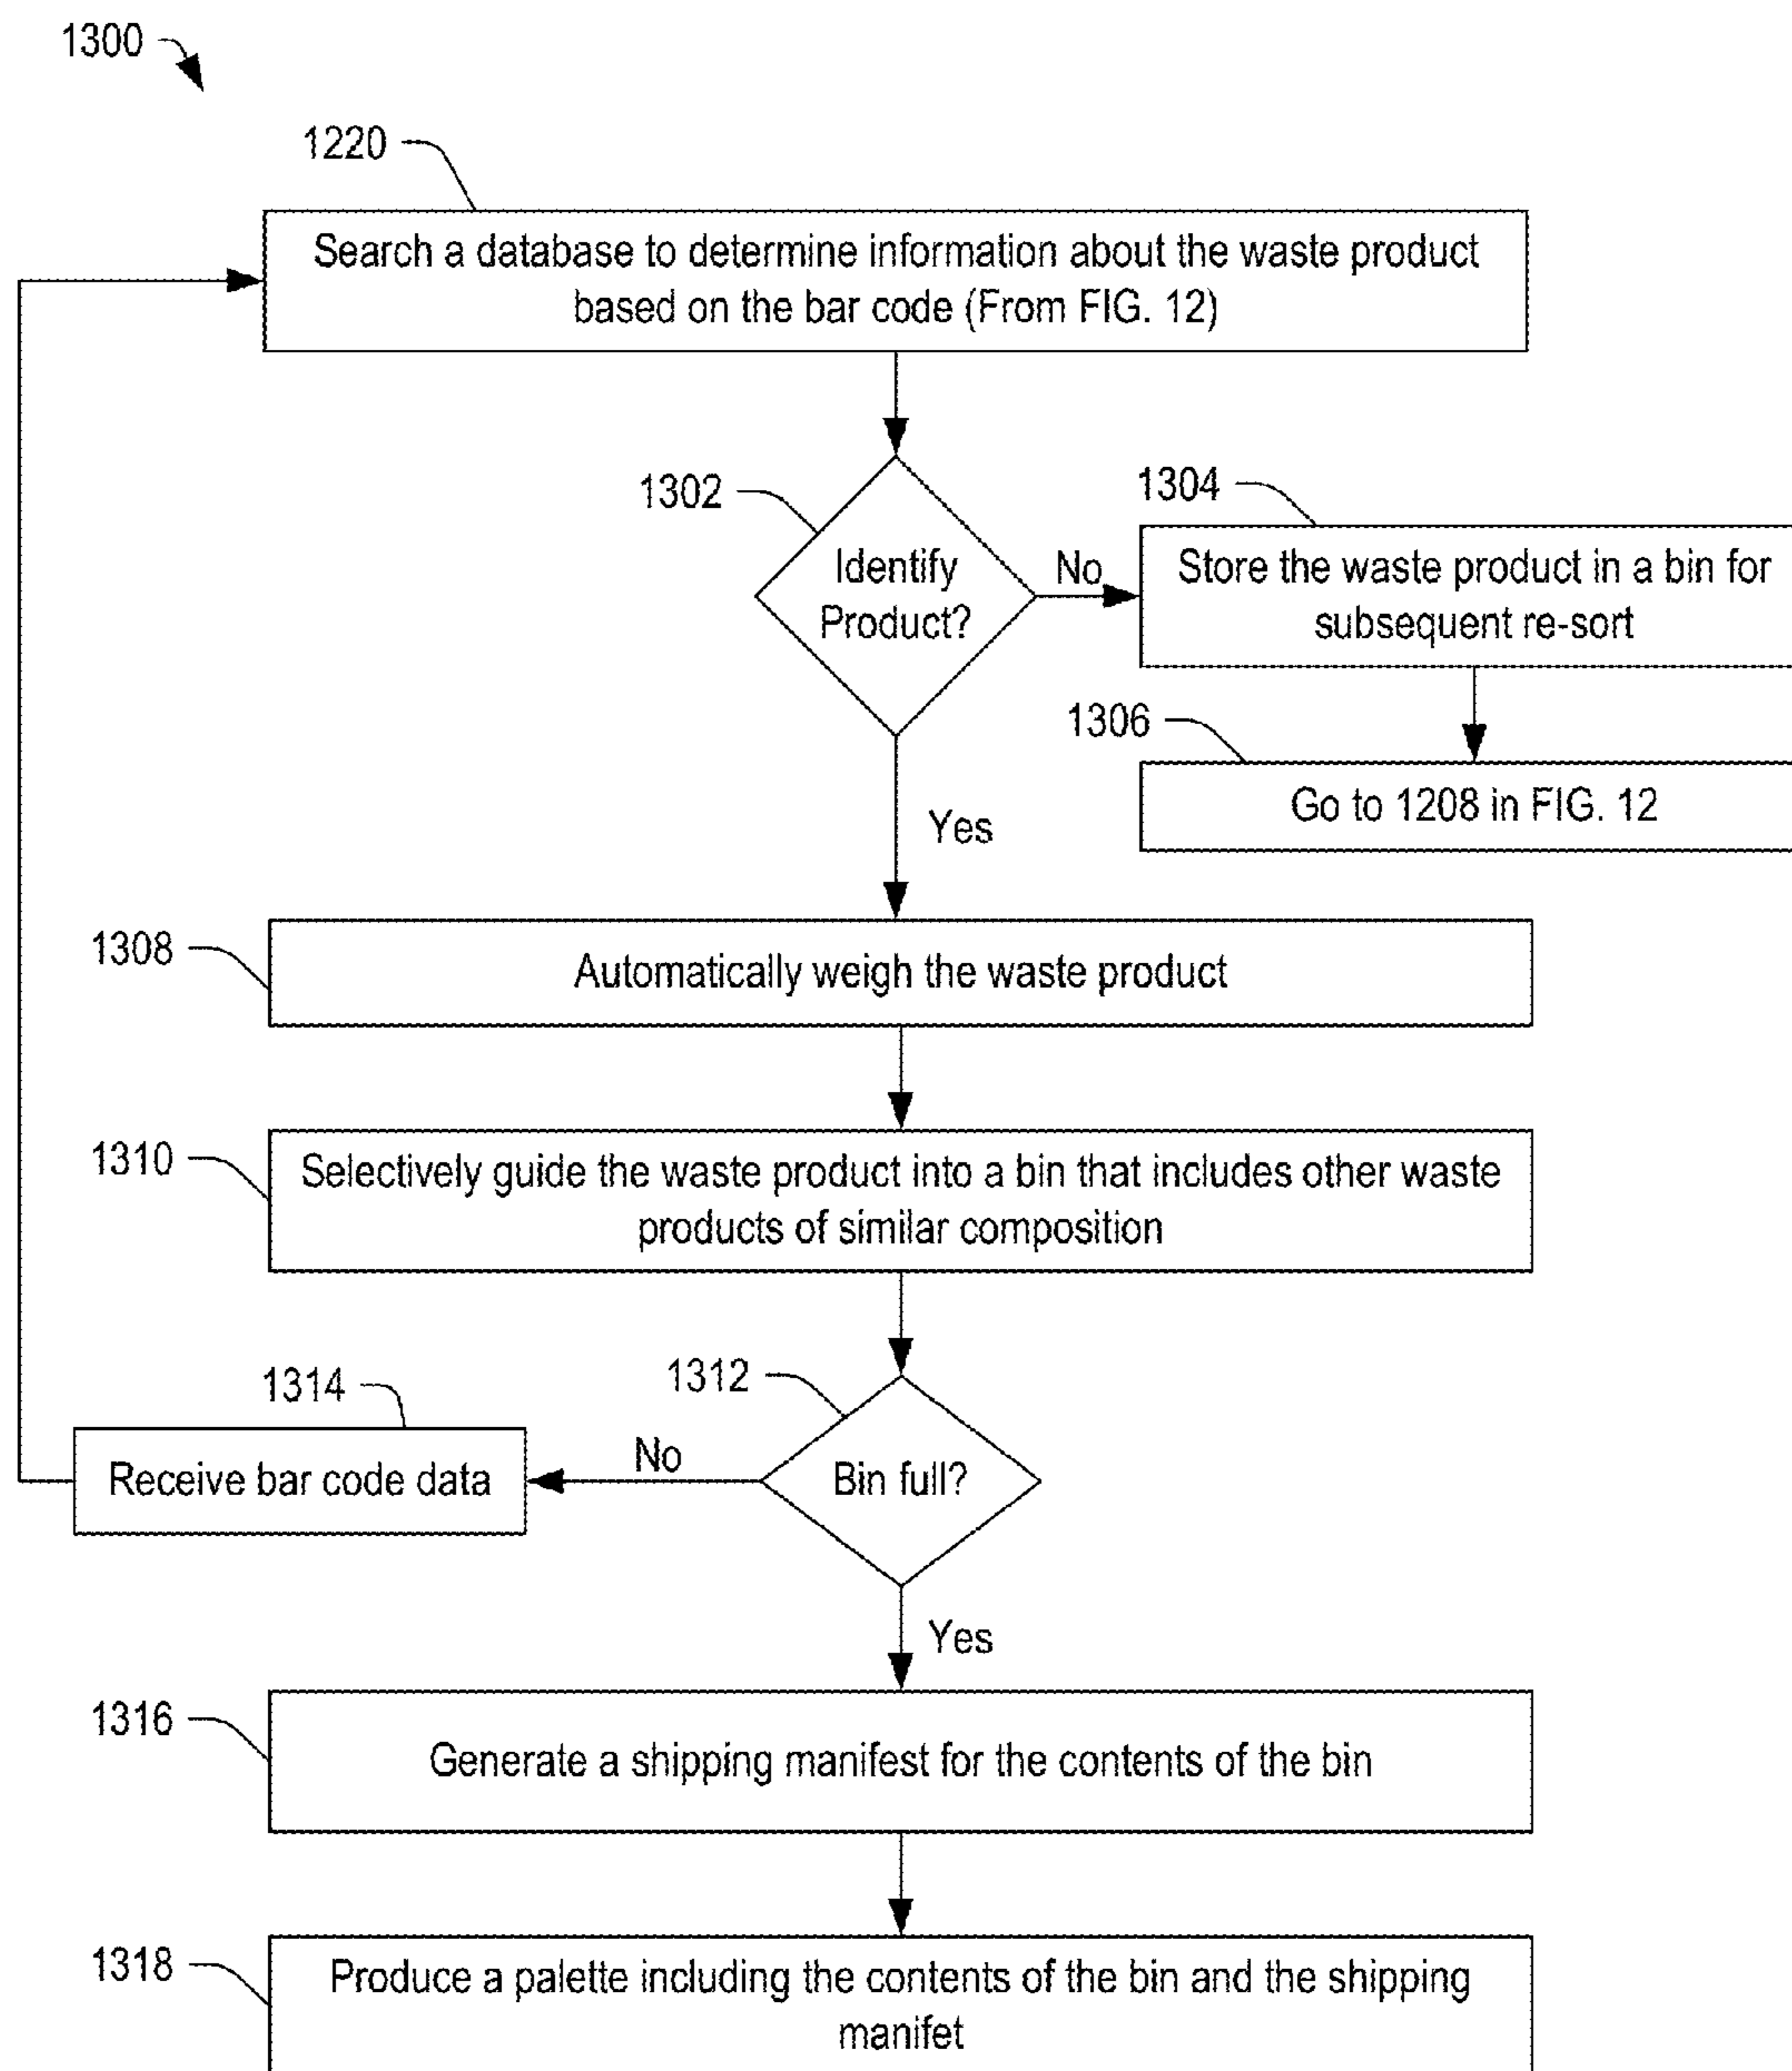 1300
1220
Search a database to determine information about the waste product
based on the bar code (From FIG. 12)
1302
Identify
Product?
No
1304
Store the waste product in a bin for
subsequent re-sort
1306
Go to 1208 in FIG. 12
Yes
1308
Automatically weigh the waste product
1310
Selectively guide the waste product into a bin that includes other waste
products of similar composition
1312
Bin full?
No
1314
Receive bar code data
Yes
1316
Generate a shipping manifest for the contents of the bin
1318
Produce a palette including the contents of the bin and the shipping
manifet